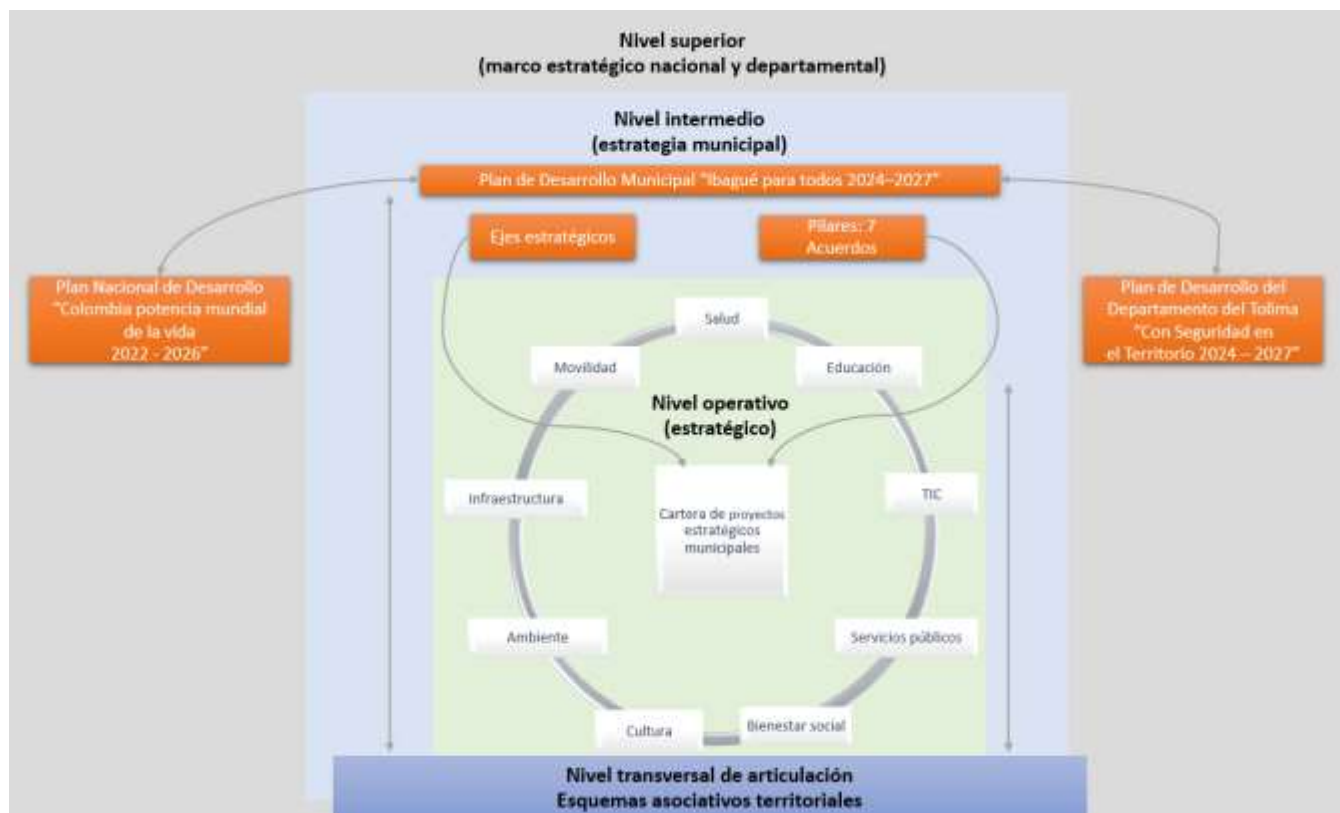 Nivel superior
(marco estratégico nacional y departamental)
Nivel intermedio
(estrategia municipal)
Plan de Desarrollo Municipal “Ibagué para todos 2024–2027”
Ejes estratégicos
Pilares: 7
Acuerdos
Plan Nacional de Desarrollo
“Colombia potencia mundial
de la vida
2022 - 2026”
Plan de Desarrollo del
Departamento del Tolima
“Con Seguridad en
el Territorio 2024 – 2027”
Salud
Movilidad
Educación
Nivel operativo
(estratégico)
Infraestructura
TIC
Cartera de proyectos
estratégicos
municipales
Ambiente
Servicios públicos
Cultura
Bienestar social
Nivel transversal de articulación
Esquemas asociativos territoriales